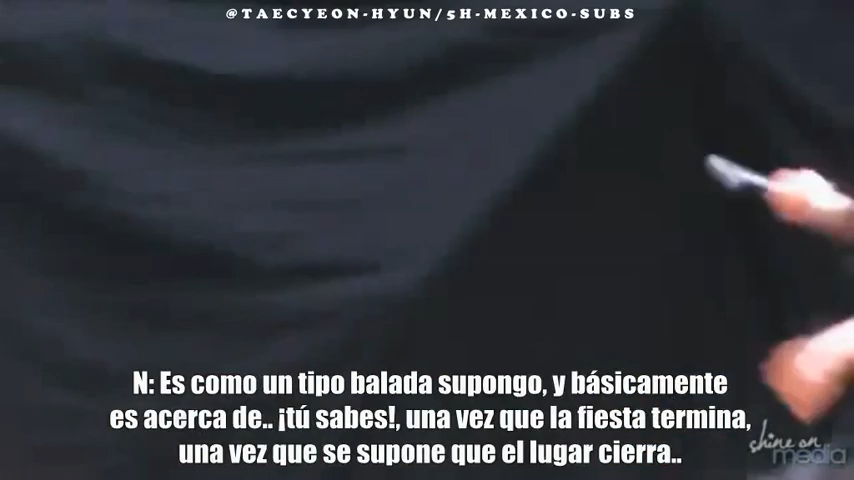 @TAECYEON-HYUN/5H-MEXICO-SUBS
N: Es como un tipo balada supongo, y básicamente
es acerca de.. ¡tú sabes!, una vez que la fiesta termina,
una vez que se supone que el lugar cierra..
shine on
media